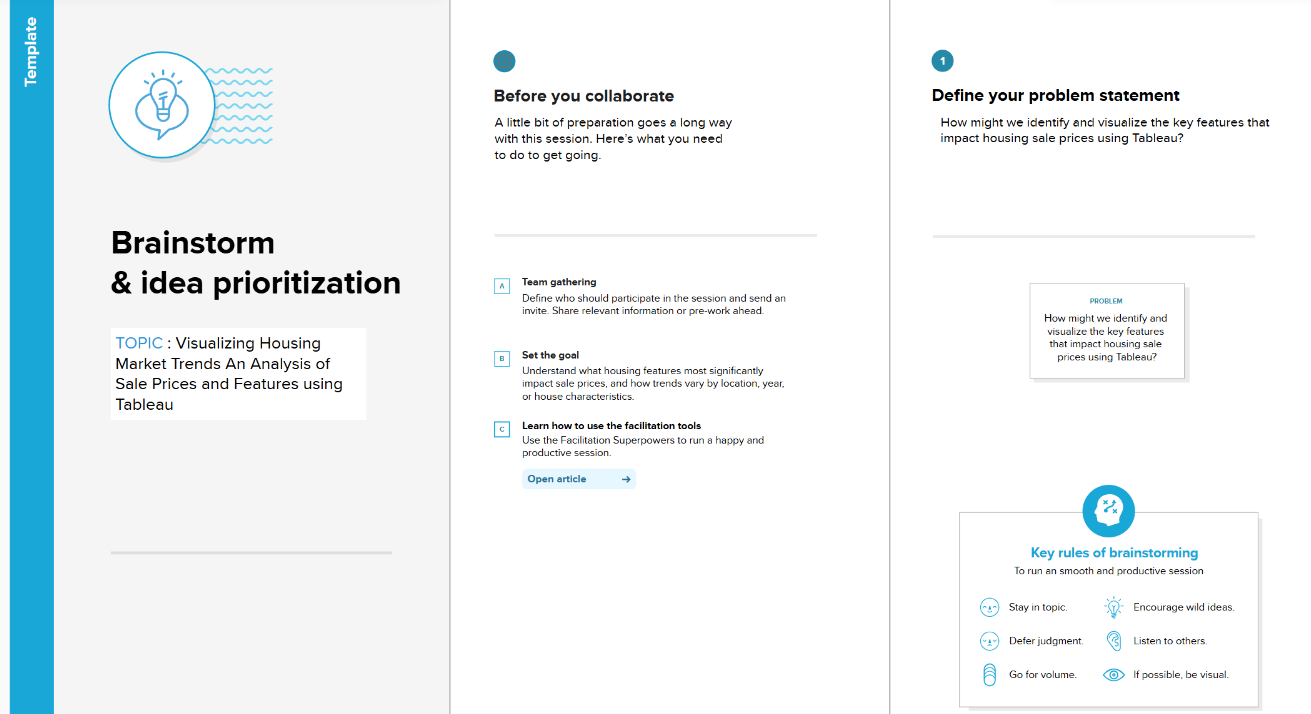 Template
Brainstorm
& idea prioritization
TOPIC : Visualizing Housing
Market Trends An Analysis of
Sale Prices and Features using
Tableau
Before you collaborate
A little bit of preparation goes a long way
with this session. Here's what you need
to do to get going.
A
Team gathering
Define who should participate in the session and send an
invite. Share relevant information or pre-work ahead.
B
Set the goal
Understand what housing features most significantly
impact sale prices, and how trends vary by location, year,
or house characteristics.
C
Learn how to use the facilitation tools
Use the Facilitation Superpowers to run a happy and
productive session.
Open article
1
Define your problem statement
How might we identify and visualize the key features that
impact housing sale prices using Tableau?
PROBLEM
How might we identify and
visualize the key features
that impact housing sale
prices using Tableau?
Key rules of brainstorming
To run an smooth and productive session
Stay in topic.
Encourage wild ideas.
Defer judgment.
Listen to others.
Go for volume.
If possible, be visual.